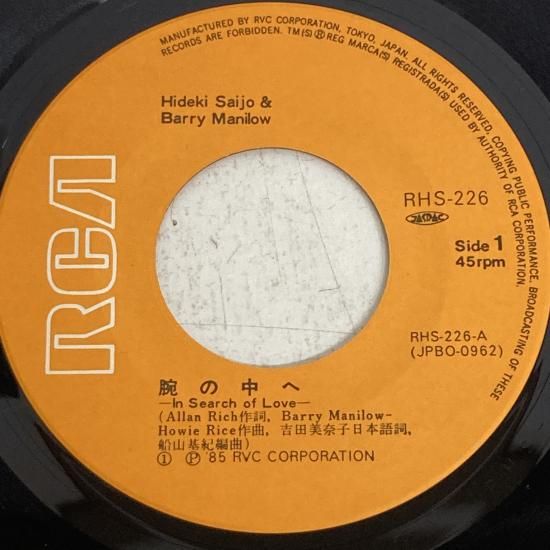 MANUFACTURED BY RVC CORPORATION, TOKYO, JAPAN. ALL RIGHTS RESERVED. COPYING PUBLIC PERFORMANCE, BROADCASTING OF THESE
RECORDS ARE FORBIDDEN. TM(S)® REG MARCA(S) REGISTRADA(S) USED BY AUTHORITY OF RCA CORPORATION.
Hideki Saijo &
Barry Manilow
RCA
RHS-226
JASRAC
Side 1
45rpm
RHS-226-A
(JPBO-0962)
腕の中へ
—In Search of Love—
(Allan Rich作詞, Barry Manilow-
Howie Rice作曲, 吉田美奈子日本語詞,
船山基紀編曲)
① Ⓟ '85 RVC CORPORATION